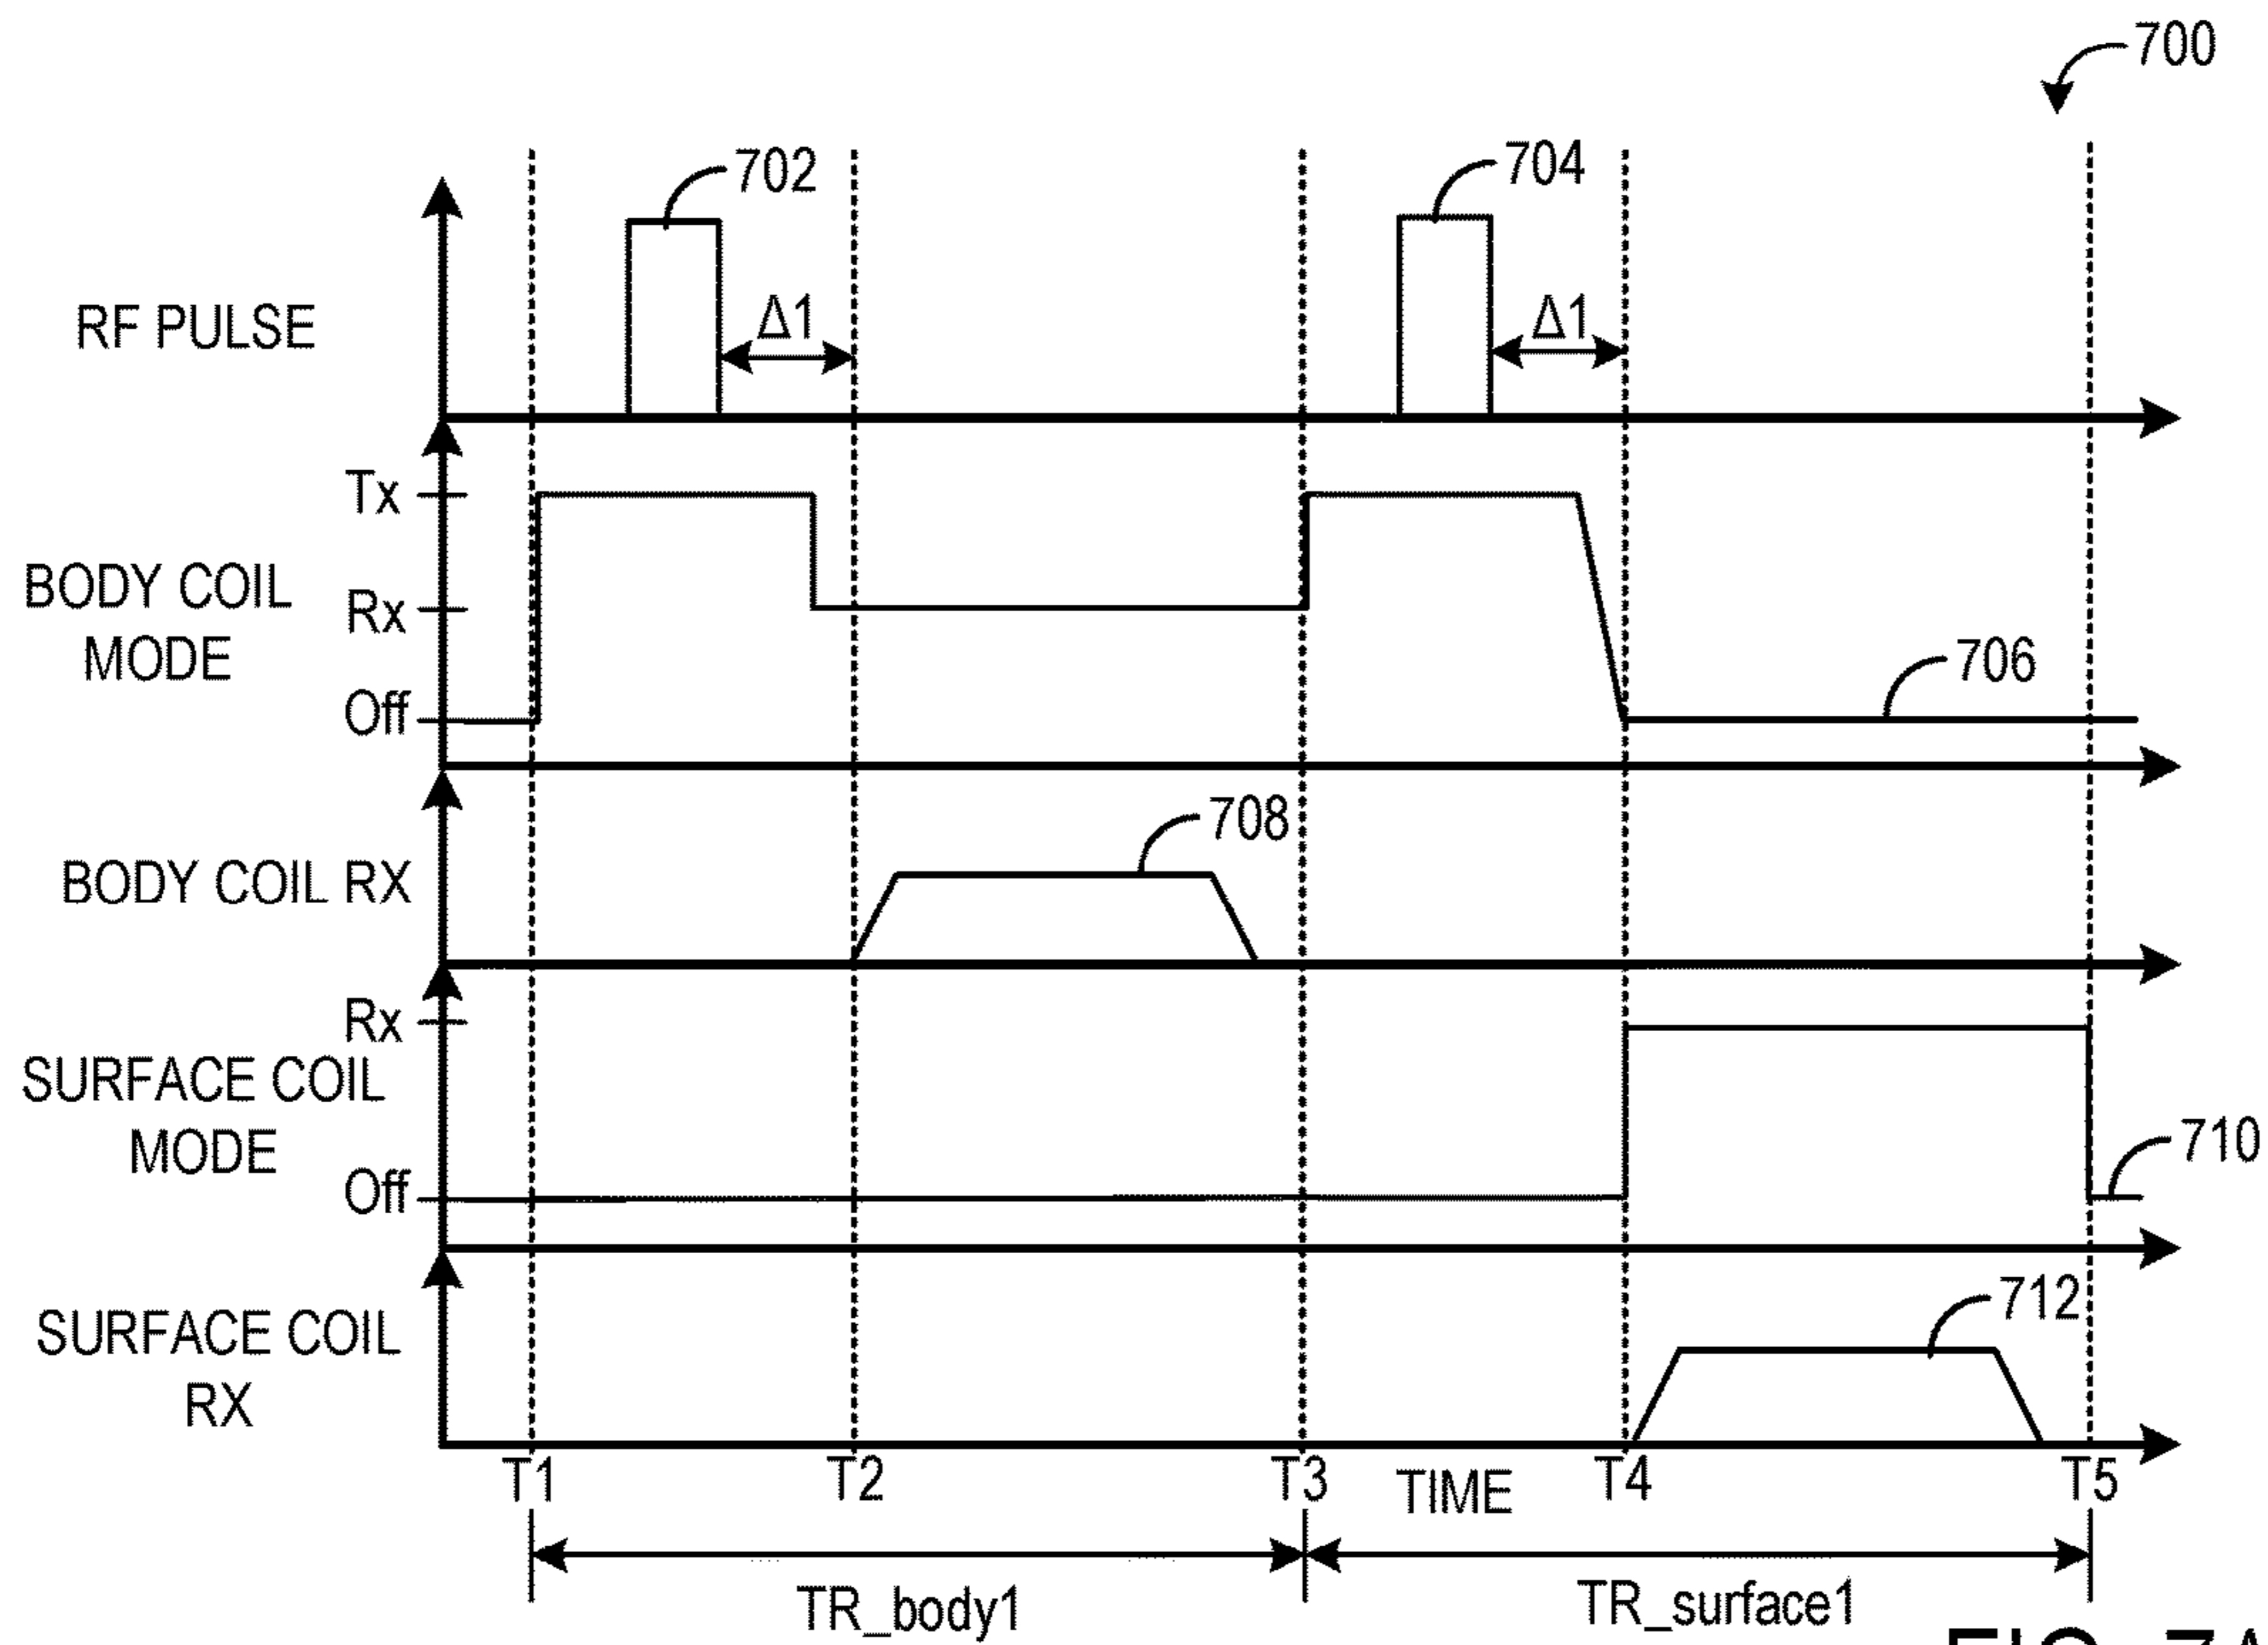 700
702
704
RF PULSE
Δ1
Δ1
Tx
BODY COIL
MODE
Rx
Off
706
708
BODY COIL RX
Rx
SURFACE COIL
MODE
Off
710
712
SURFACE COIL
RX
T1 T2 T3 TIME T4 T5
TR_body1 TR_surface1